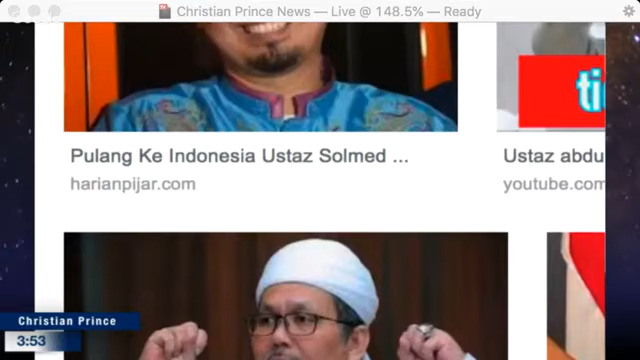 Christian Prince News — Live @ 148.5% — Ready
ti
Pulang Ke Indonesia Ustaz Solmed ...
harianpijar.com
Ustaz abdu
youtube.com
Christian Prince
3:53